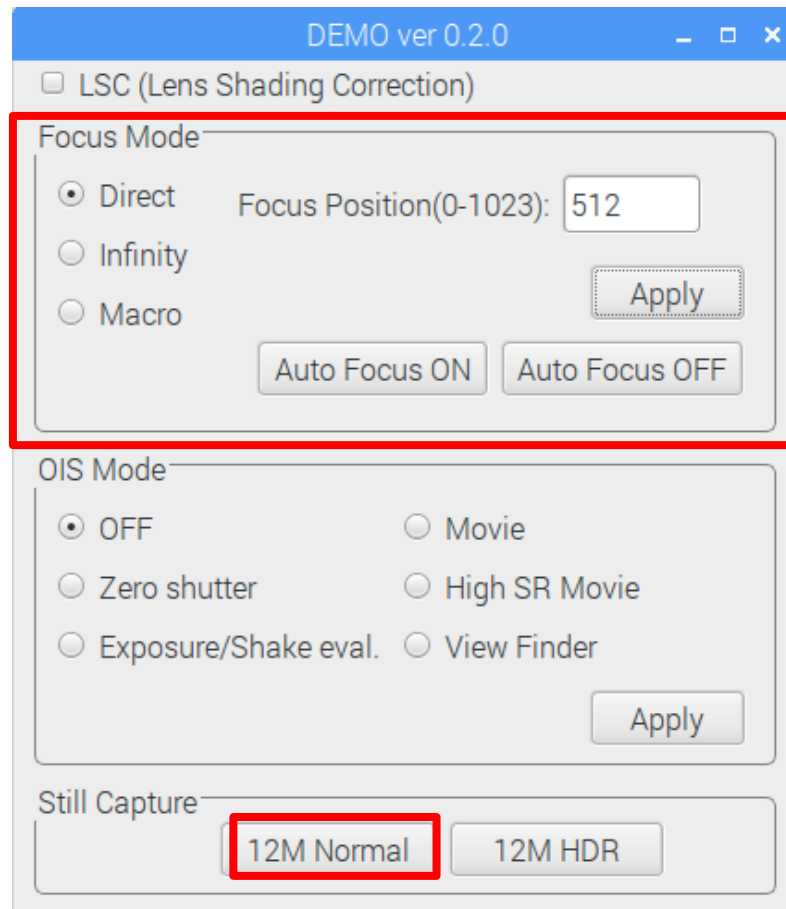 DEMO ver 0.2.0
LSC (Lens Shading Correction)
Focus Mode
Direct Focus Position(0-1023): 512
Infinity
Apply
Macro
Auto Focus ON Auto Focus OFF
OIS Mode
OFF Movie
Zero shutter High SR Movie
Exposure/Shake eval. View Finder
Apply
Still Capture
12M Normal 12M HDR